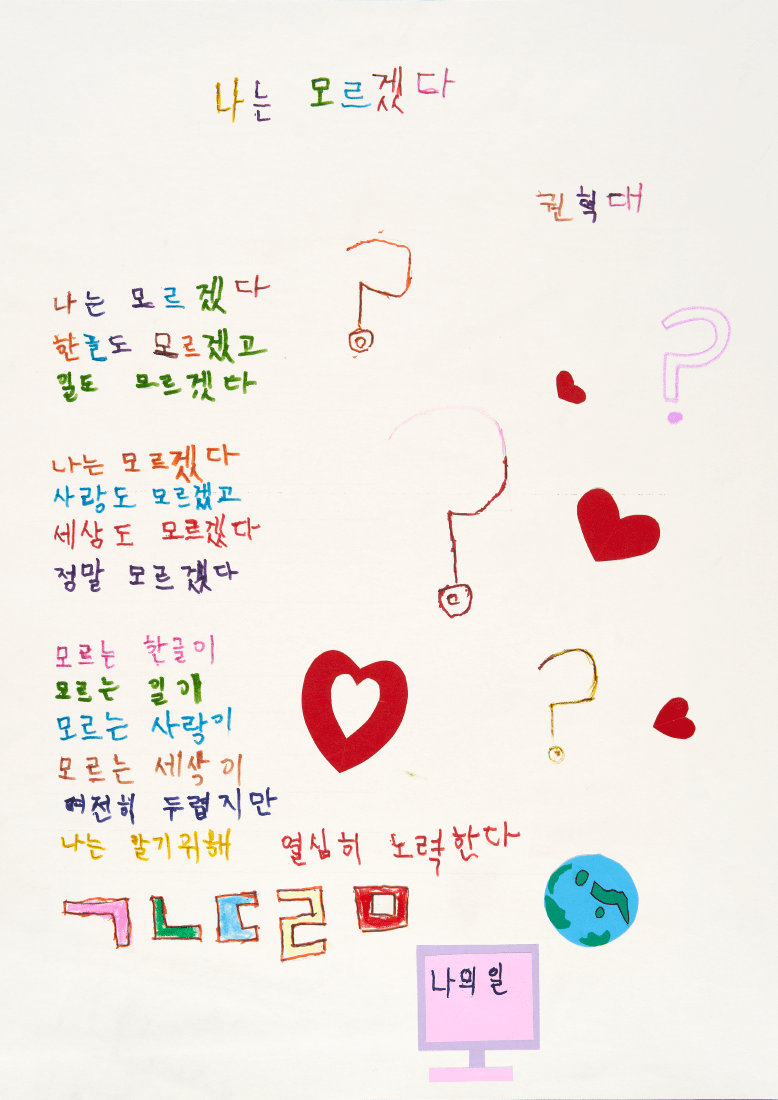 나는 모르겠다
권혁대
나는 모르겠다
한글도 모르겠고
일도 모르겠다
나는 모르겠다
사랑도 모르겠고
세상도 모르겠다
정말 모르겠다
모르는 한글이
모르는 일이
모르는 사랑이
모르는 세상이
여전히 두렵지만
나는 알기위해 열심히 노력한다
ㄱㄴㄷㄹㅁ
나의 일